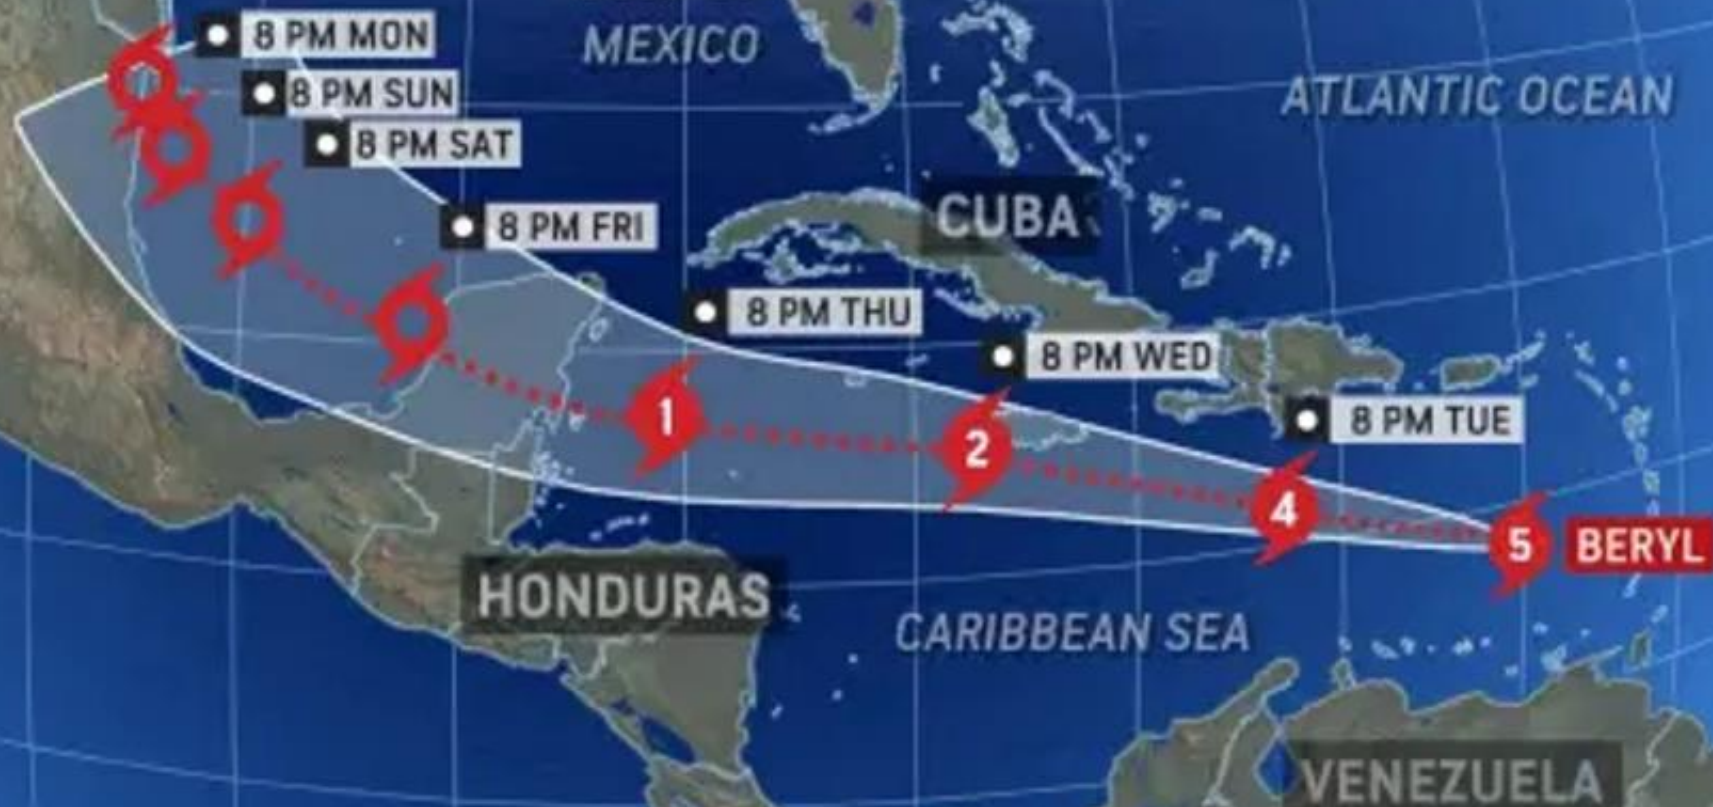 8 PM MON
MEXICO
8 PM SUN
ATLANTIC OCEAN
8 PM SAT
CUBA
8 PM FRI
8 PM THU
8 PM WED
1
2
8 PM TUE
4
5
BERYL
HONDURAS
CARIBBEAN SEA
VENEZUELA